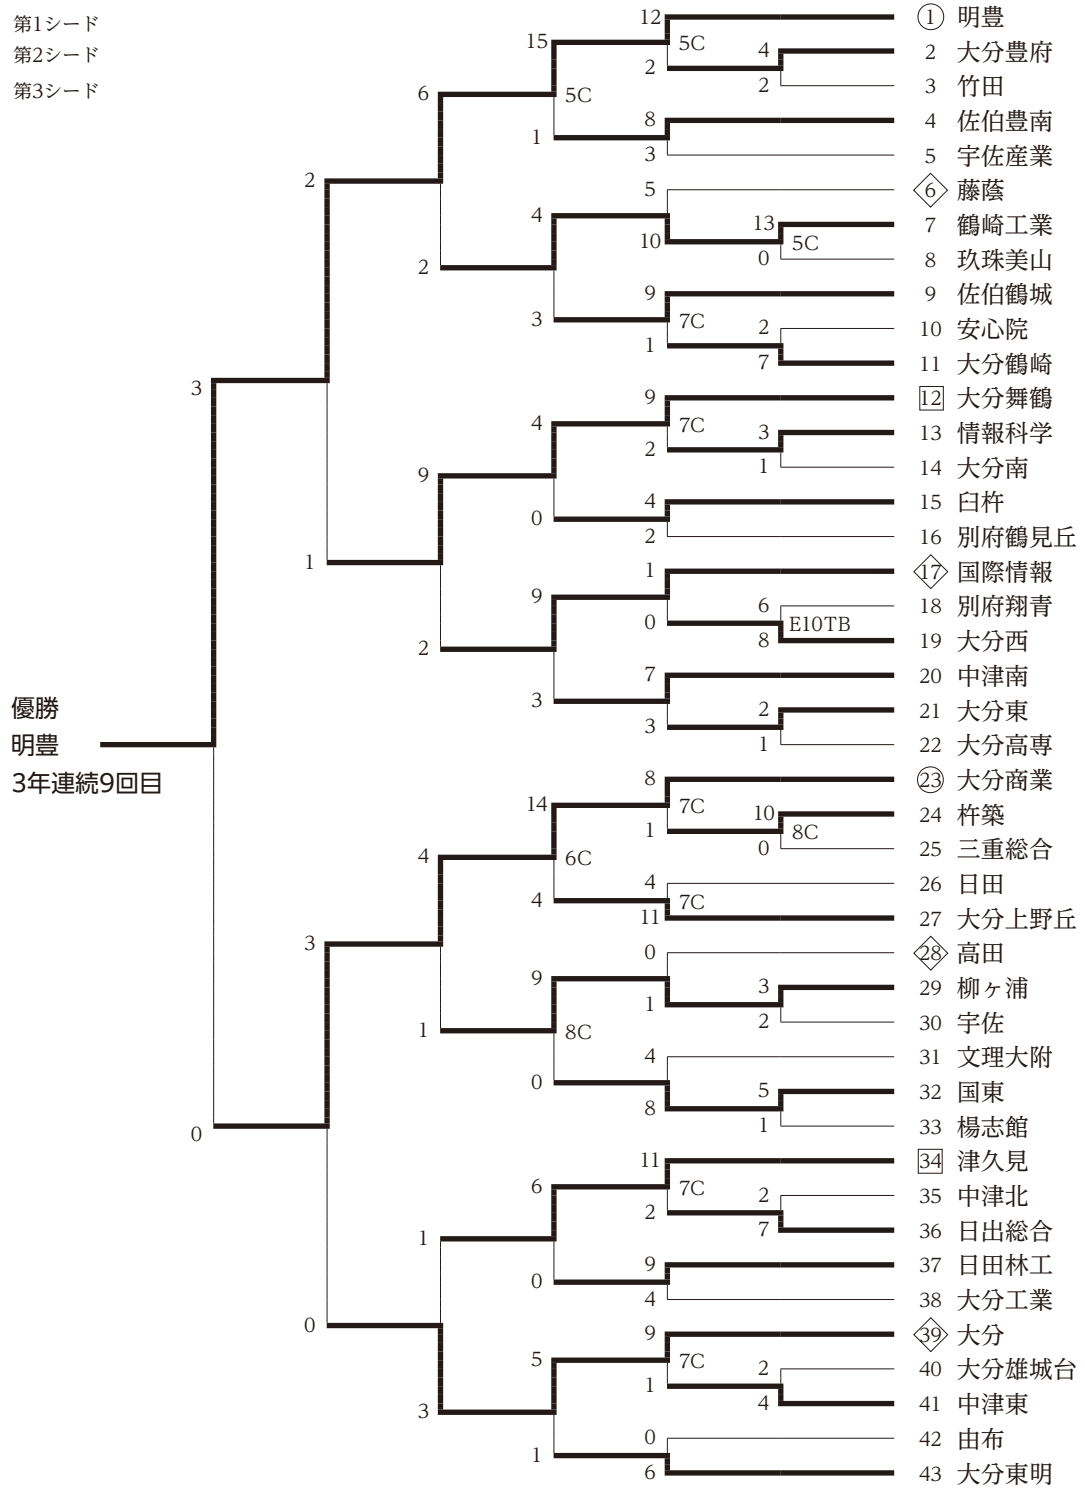 第1シード
第2シード
第3シード
12 ① 明豊
15 5C 4 2 大分豊府
2
6 5C 2 3 竹田
8 4 佐伯豊南
1
3 5 宇佐産業
2 5 6 藤蔭
4 13 7 鶴崎工業
10 5C
2 0 8 玖珠美山
9 9 佐伯鶴城
3 7C 2 10 安心院
1
7 11 大分鶴崎
3
9 12 大分舞鶴
4 7C 3 13 情報科学
2
9 1 14 大分南
4 15 臼杵
0
2 16 別府鶴見丘
1 1 17 国際情報
9 6 18 別府翔青
0 E10TB
2 8 19 大分西
7 20 中津南
3 2 21 大分東
3
優勝
明豊
1 22 大分高専
3年連続9回目
8 ㉓ 大分商業
14 7C 10 24 杵築
1 8C
4 6C 0 25 三重総合
4 26 日田
4 7C
11 27 大分上野丘
3 0 28 高田
9 3 29 柳ヶ浦
1
1 8C 2 30 宇佐
4 31 文理大附
0 5 32 国東
8
0 1 33 楊志館
11 34 津久見
6 7C 2 35 中津北
2
1 7 36 日出総合
9 37 日田林工
0
4 38 大分工業
0 9 39 大分
5 7C 2 40 大分雄城台
1
3 4 41 中津東
0 42 由布
1
6 43 大分東明